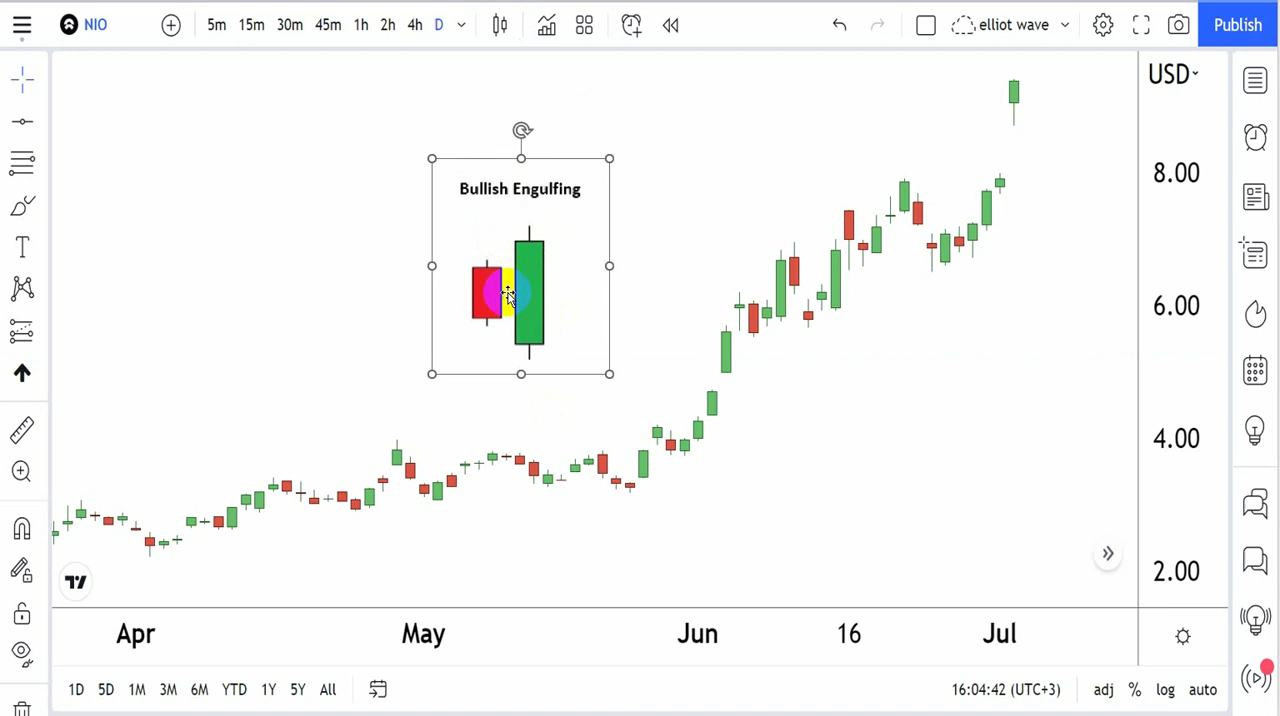 NIO 5m 15m 30m 45m 1h 2h 4h D elliot wave Publish
USD
Bullish Engulfing
8.00
6.00
4.00
2.00
Apr May Jun 16 Jul
1D 5D 1M 3M 6M YTD 1Y 5Y All 16:04:42 (UTC+3) adj % log auto